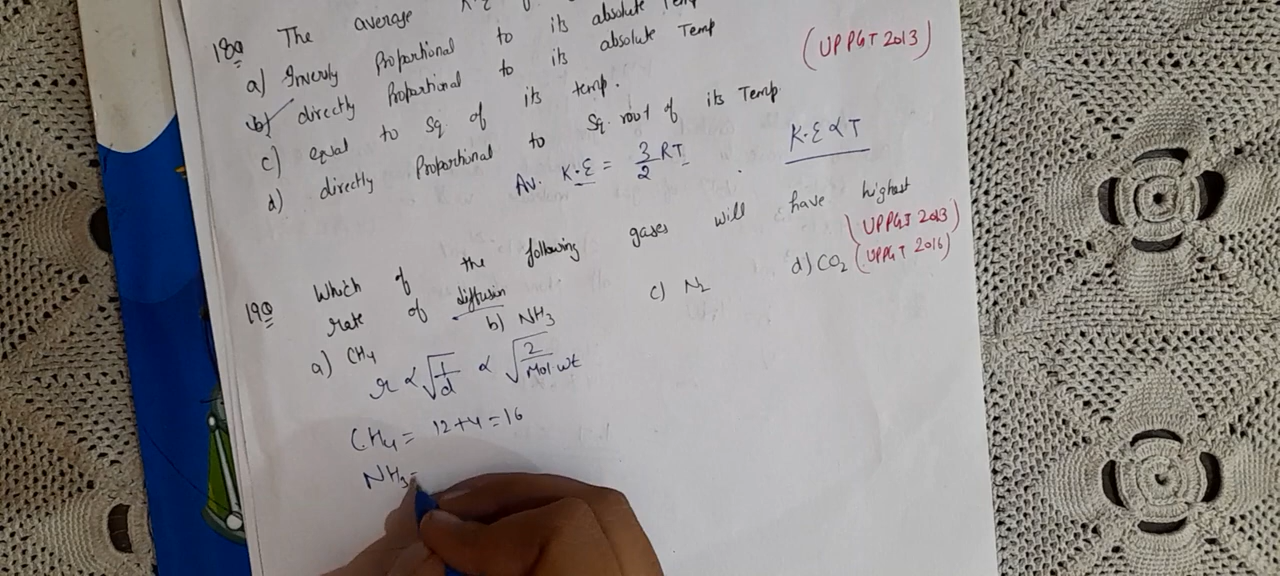 18Q The average K.E
a) Inversly Proportional to its absolute Temp
b) directly Proportional to its absolute Temp
c) equal to Sq. of its temp.
(UPPGT 2013)
d) directly Proportional to Sq. root of its Temp.
Av. K.E = 3/2 RT
K.E ∝ T
19Q Which of the following gases will have highest
rate of diffusion
(UPPGT 2013)
(UPPGT 2016)
a) CH4 b) NH3 c) N2 d) CO2
r ∝ √1/d ∝ √2/Mol.wt
CH4 = 12+4=16
NH3=